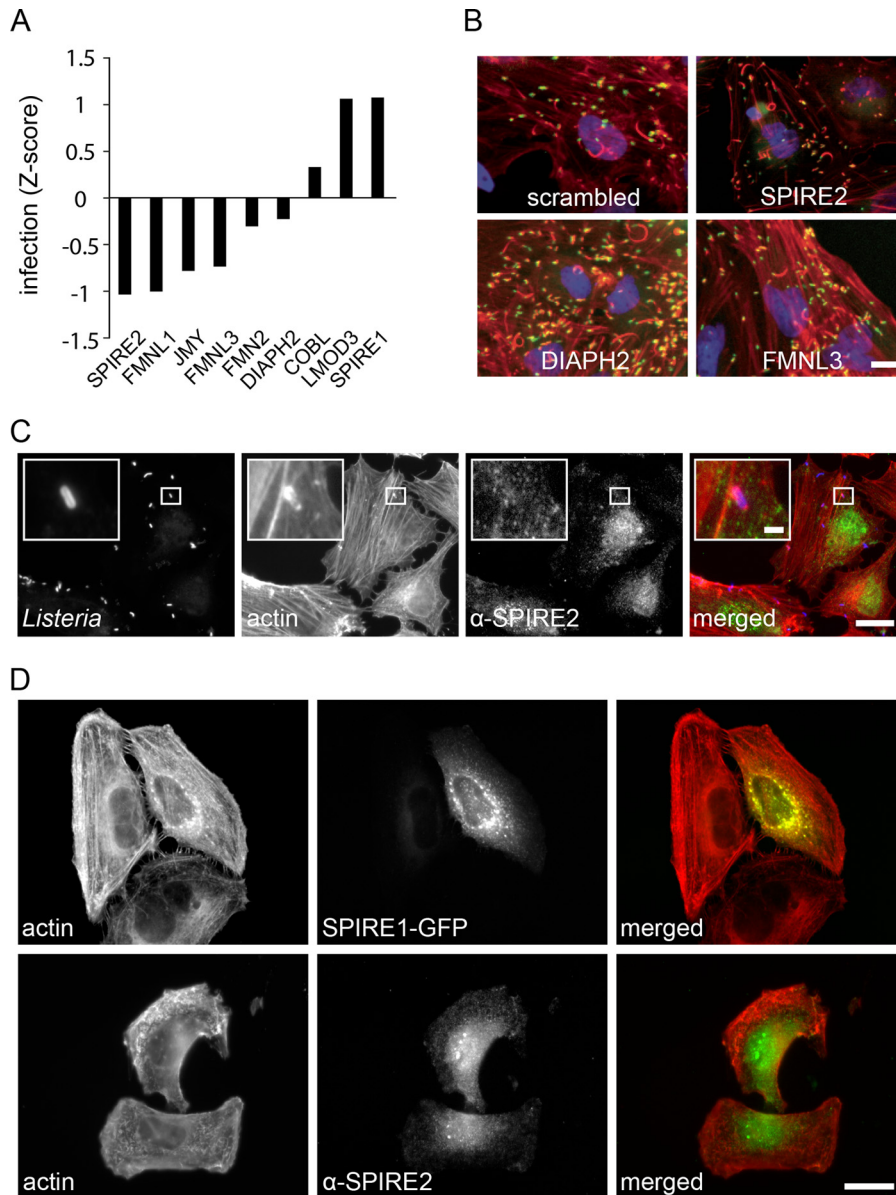 A
infection (Z-score)
1.5
1
0.5
0
-0.5
-1
-1.5
SPIRE2
FMNL1
JMY
FMNL3
FMN2
DIAPH2
COBL
LMOD3
SPIRE1
B
scrambled
SPIRE2
DIAPH2
FMNL3
C
Listeria
actin
α-SPIRE2
merged
D
actin
SPIRE1-GFP
merged
actin
α-SPIRE2
merged